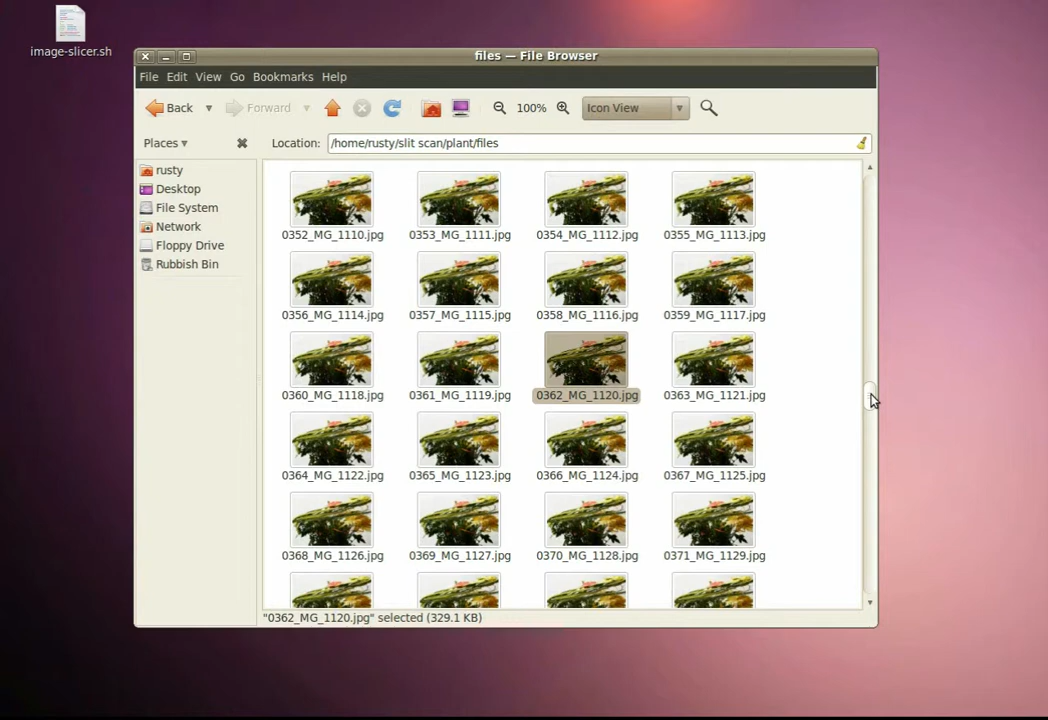 image-slicer.sh
files — File Browser
File Edit View Go Bookmarks Help
Back Forward 100% Icon View
Places Location: /home/rusty/slit scan/plant/files
rusty
Desktop
File System
Network
Floppy Drive
Rubbish Bin
0352_MG_1110.jpg 0353_MG_1111.jpg 0354_MG_1112.jpg 0355_MG_1113.jpg
0356_MG_1114.jpg 0357_MG_1115.jpg 0358_MG_1116.jpg 0359_MG_1117.jpg
0360_MG_1118.jpg 0361_MG_1119.jpg 0362_MG_1120.jpg 0363_MG_1121.jpg
0364_MG_1122.jpg 0365_MG_1123.jpg 0366_MG_1124.jpg 0367_MG_1125.jpg
0368_MG_1126.jpg 0369_MG_1127.jpg 0370_MG_1128.jpg 0371_MG_1129.jpg
"0362_MG_1120.jpg" selected (329.1 KB)